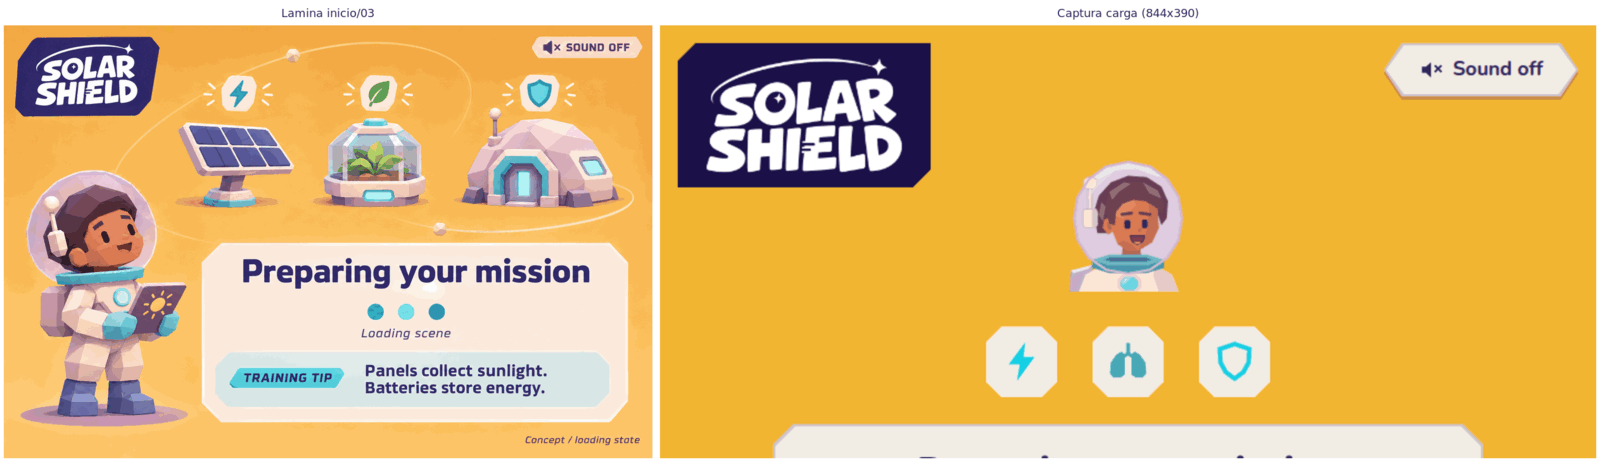 Lamina inicio/03
SOLAR
SHIELD
SOUND OFF
Preparing your mission
Loading scene
TRAINING TIP
Panels collect sunlight.
Batteries store energy.
Concept / loading state
Captura carga (844x390)
SOLAR
SHIELD
Sound off